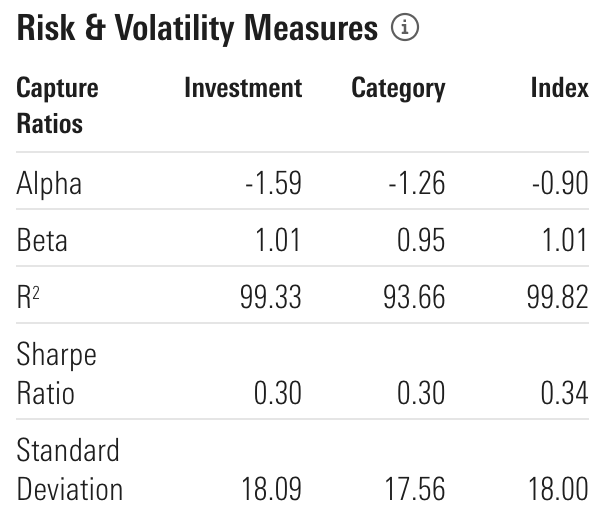 Risk & Volatility Measures
Capture Ratios Investment Category Index
Alpha -1.59 -1.26 -0.90
Beta 1.01 0.95 1.01
R² 99.33 93.66 99.82
Sharpe
Ratio 0.30 0.30 0.34
Standard
Deviation 18.09 17.56 18.00